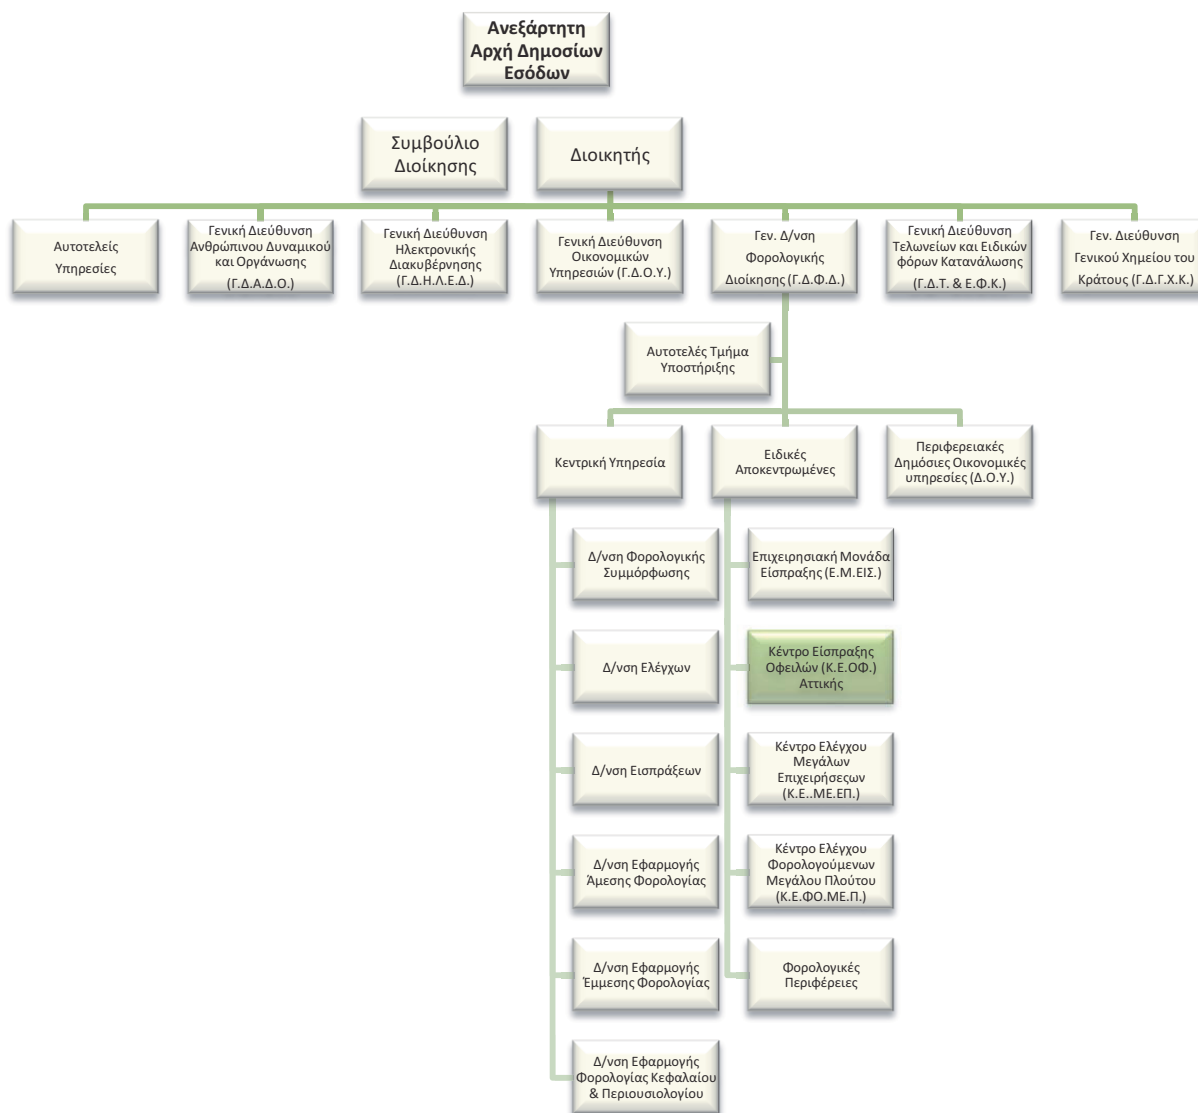 Ανεξάρτητη
Αρχή Δημοσίων
Εσόδων
Συμβούλιο
Διοίκησης
Διοικητής
Αυτοτελείς
Υπηρεσίες
Γενική Διεύθυνση
Ανθρώπινου Δυναμικού
και Οργάνωσης
(Γ.Δ.Α.Δ.Ο.)
Γενική Διεύθυνση
Ηλεκτρονικής
Διακυβέρνησης
(Γ.Δ.Η.Λ.Ε.Δ.)
Γενική Διεύθυνση
Οικονομικών
Υπηρεσιών (Γ.Δ.Ο.Υ.)
Γεν. Δ/νση
Φορολογικής
Διοίκησης (Γ.Δ.Φ.Δ.)
Γενική Διεύθυνση
Τελωνείων και Ειδικών
φόρων Κατανάλωσης
(Γ.Δ.Τ. & Ε.Φ.Κ.)
Γεν. Διεύθυνση
Γενικού Χημείου του
Κράτους (Γ.Δ.Γ.Χ.Κ.)
Αυτοτελές Τμήμα
Υποστήριξης
Κεντρική Υπηρεσία
Ειδικές
Αποκεντρωμένες
Περιφερειακές
Δημόσιες Οικονομικές
υπηρεσίες (Δ.Ο.Υ.)
Δ/νση Φορολογικής
Συμμόρφωσης
Επιχειρησιακή Μονάδα
Είσπραξης (Ε.Μ.ΕΙΣ.)
Δ/νση Ελέγχων
Κέντρο Είσπραξης
Οφειλών (Κ.Ε.ΟΦ.)
Αττικής
Δ/νση Εισπράξεων
Κέντρο Ελέγχου
Μεγάλων
Επιχειρήσεςων
(Κ.Ε..ΜΕ.ΕΠ.)
Δ/νση Εφαρμογής
Άμεσης Φορολογίας
Κέντρο Ελέγχου
Φορολογούμενων
Μεγάλου Πλούτου
(Κ.Ε.ΦΟ.ΜΕ.Π.)
Δ/νση Εφαρμογής
Έμμεσης Φορολογίας
Φορολογικές
Περιφέρειες
Δ/νση Εφαρμογής
Φορολογίας Κεφαλαίου
& Περιουσιολογίου